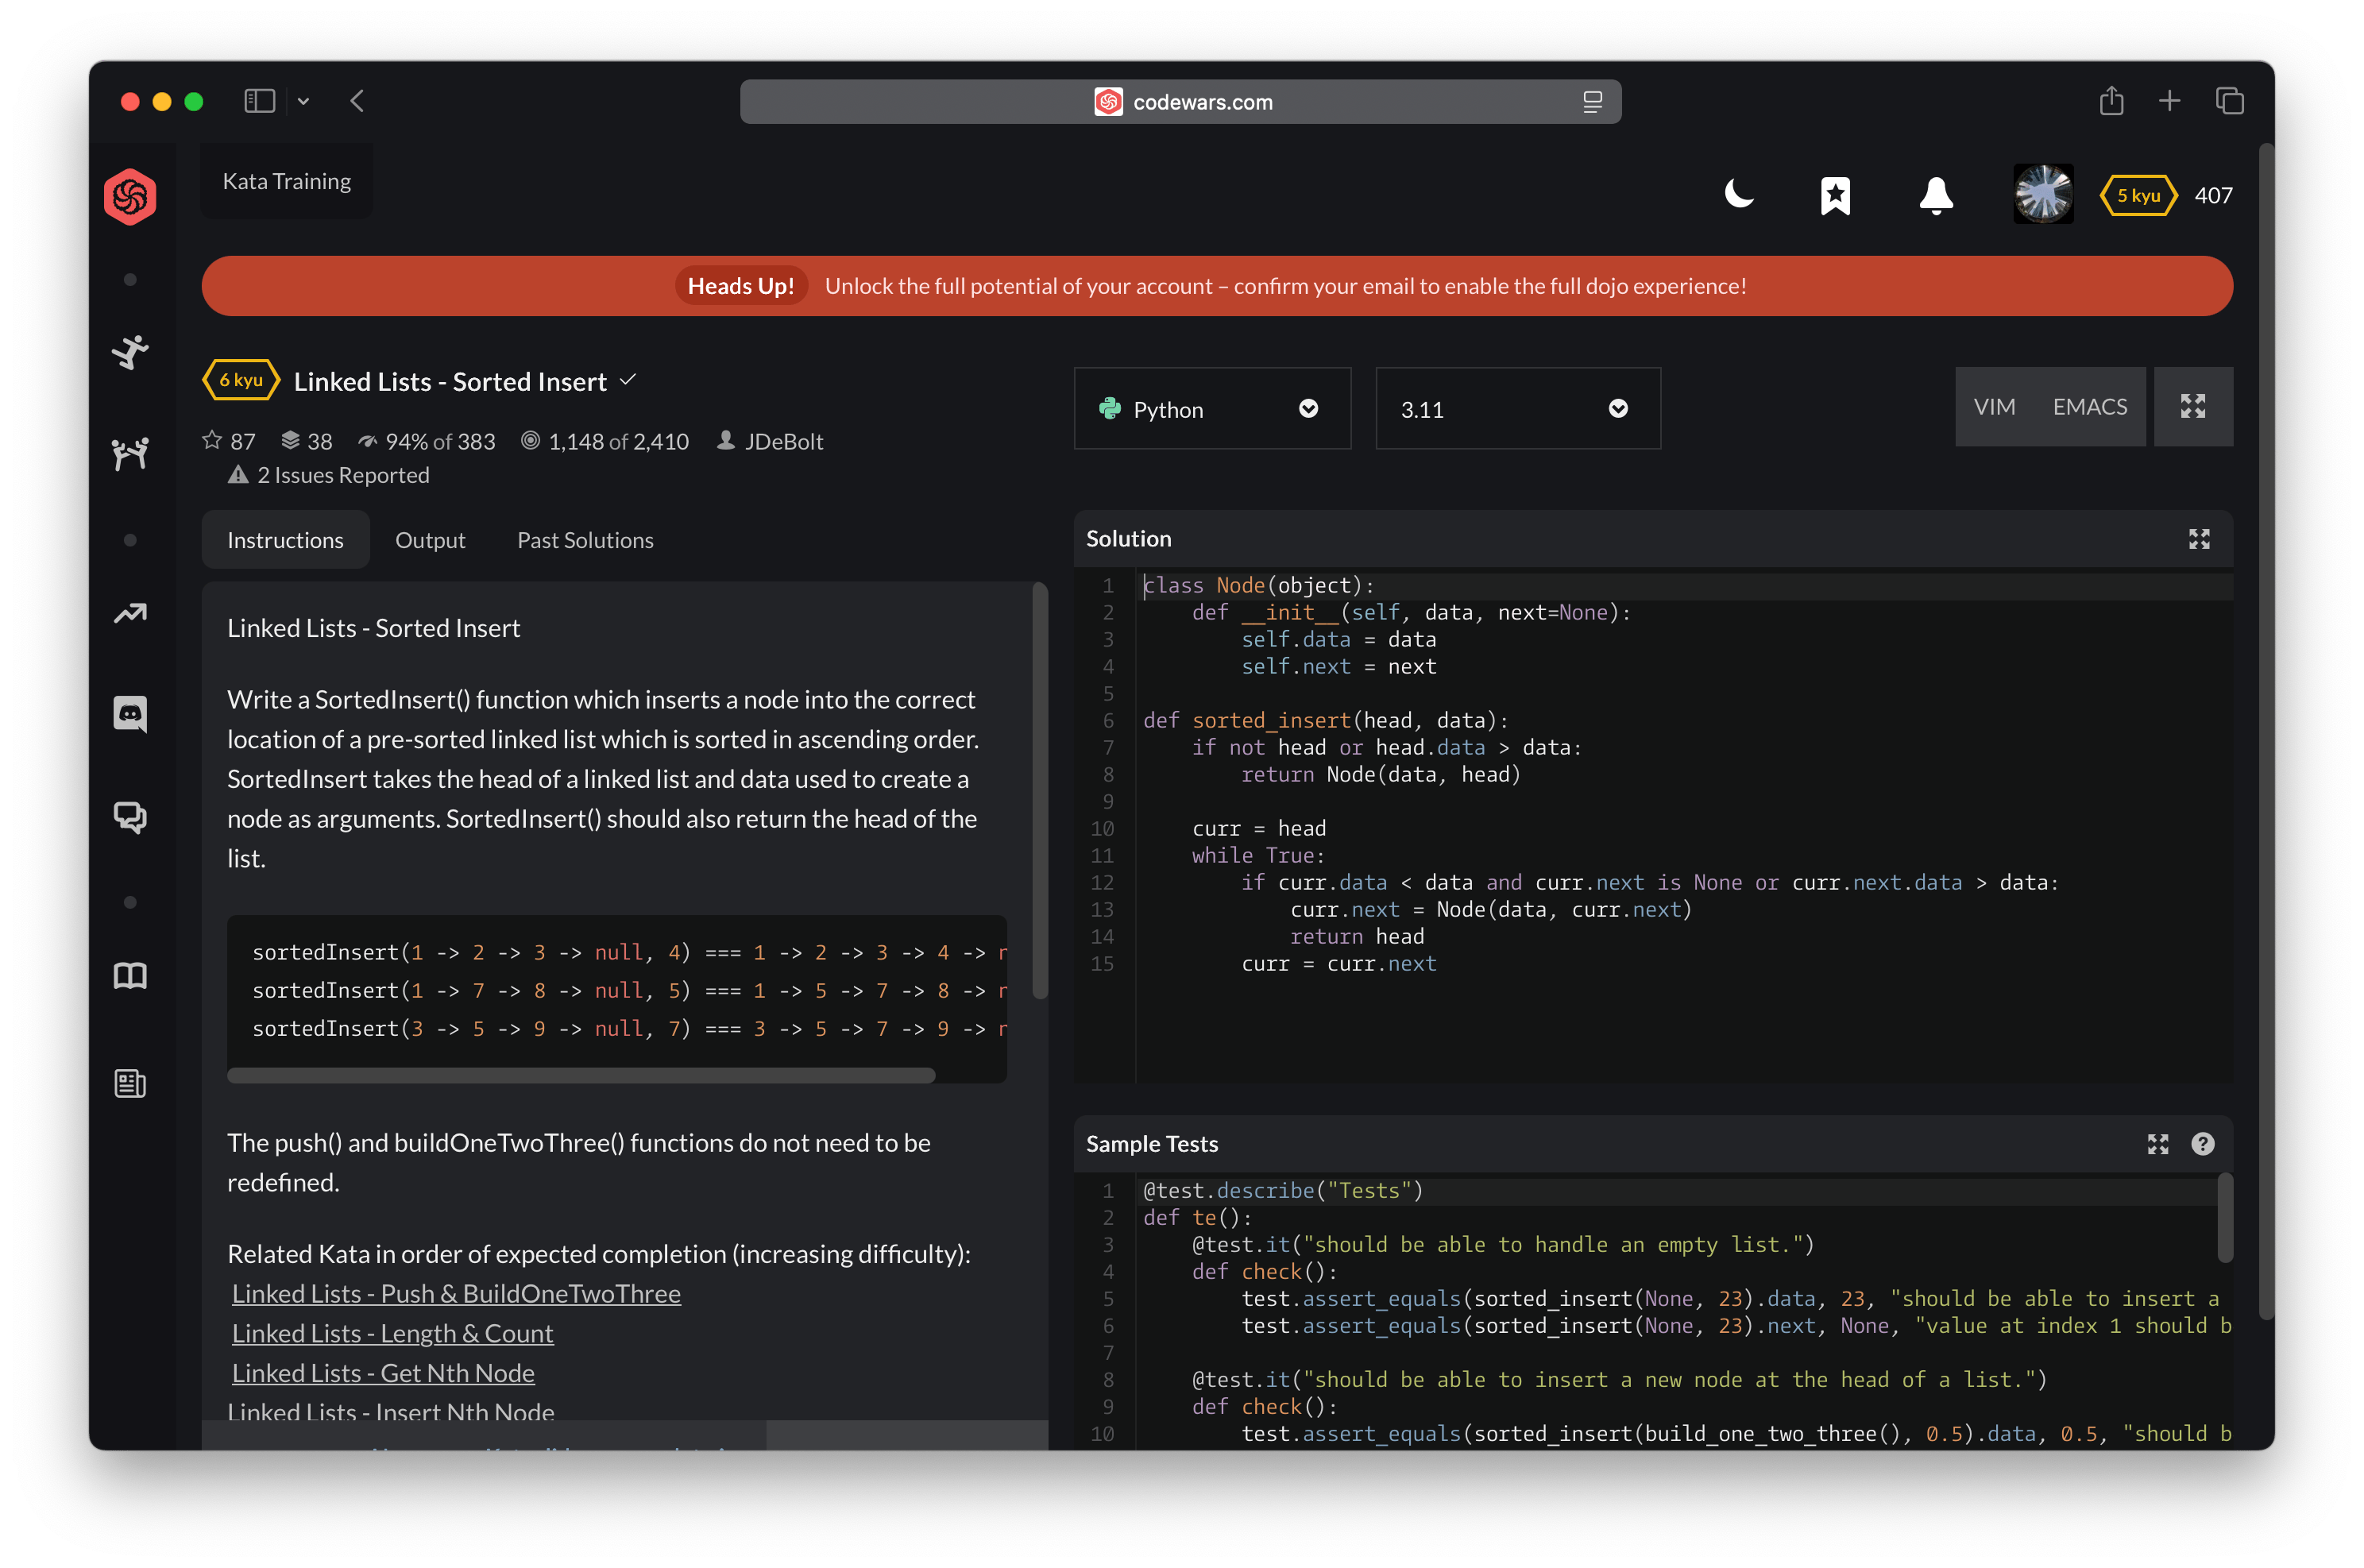 codewars.com
Kata Training
5 kyu 407
Heads Up! Unlock the full potential of your account – confirm your email to enable the full dojo experience!
6 kyu Linked Lists - Sorted Insert
87 38 94% of 383 1,148 of 2,410 JDeBolt
2 Issues Reported
Python 3.11 VIM EMACS
Instructions Output Past Solutions
Linked Lists - Sorted Insert
Write a SortedInsert() function which inserts a node into the correct
location of a pre-sorted linked list which is sorted in ascending order.
SortedInsert takes the head of a linked list and data used to create a
node as arguments. SortedInsert() should also return the head of the
list.
sortedInsert(1 -> 2 -> 3 -> null, 4) === 1 -> 2 -> 3 -> 4 ->
sortedInsert(1 -> 7 -> 8 -> null, 5) === 1 -> 5 -> 7 -> 8 ->
sortedInsert(3 -> 5 -> 9 -> null, 7) === 3 -> 5 -> 7 -> 9 ->
The push() and buildOneTwoThree() functions do not need to be
redefined.
Related Kata in order of expected completion (increasing difficulty):
Linked Lists - Push & BuildOneTwoThree
Linked Lists - Length & Count
Linked Lists - Get Nth Node
Linked Lists - Insert Nth Node
Solution
1 class Node(object):
2     def __init__(self, data, next=None):
3         self.data = data
4         self.next = next
5
6 def sorted_insert(head, data):
7     if not head or head.data > data:
8         return Node(data, head)
9
10     curr = head
11     while True:
12         if curr.data < data and curr.next is None or curr.next.data > data:
13             curr.next = Node(data, curr.next)
14             return head
15         curr = curr.next
Sample Tests
1 @test.describe("Tests")
2 def te():
3     @test.it("should be able to handle an empty list.")
4     def check():
5         test.assert_equals(sorted_insert(None, 23).data, 23, "should be able to insert a
6         test.assert_equals(sorted_insert(None, 23).next, None, "value at index 1 should b
7
8     @test.it("should be able to insert a new node at the head of a list.")
9     def check():
10         test.assert_equals(sorted_insert(build_one_two_three(), 0.5).data, 0.5, "should b